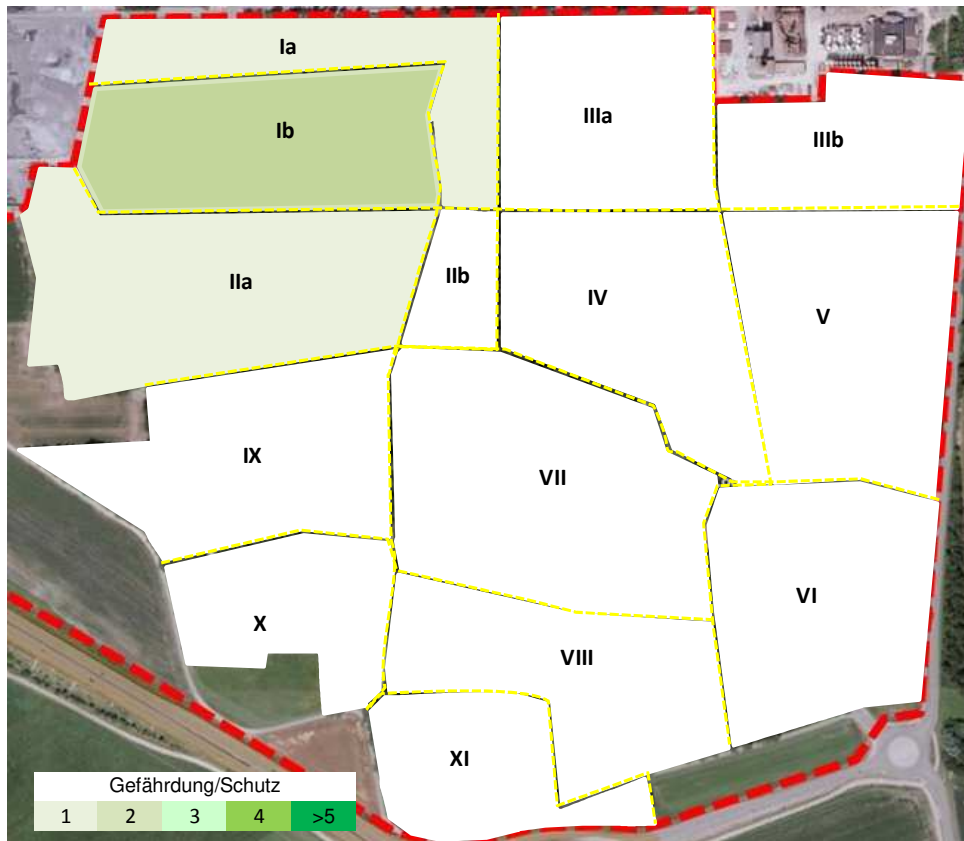 Ia
Ib
IIIa
IIIb
IIa
IIb
IV
V
IX
VII
VI
X
VIII
XI
Gefährdung/Schutz
1 2 3 4 >5